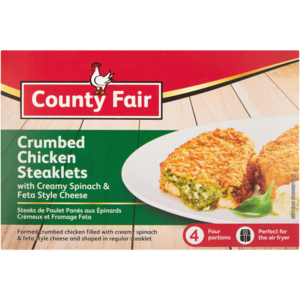 County Fair
Crumbed
Chicken
Steaklets
with Creamy Spinach &
Feta Style Cheese
Steaks de Poulet Panés aux Épinards
Crémeux et Fromage Feta
Formed crumbed chicken filled with creamy spinach
& feta style cheese and shaped in regular steaklet
4
Four
portions
Perfect for
the air fryer